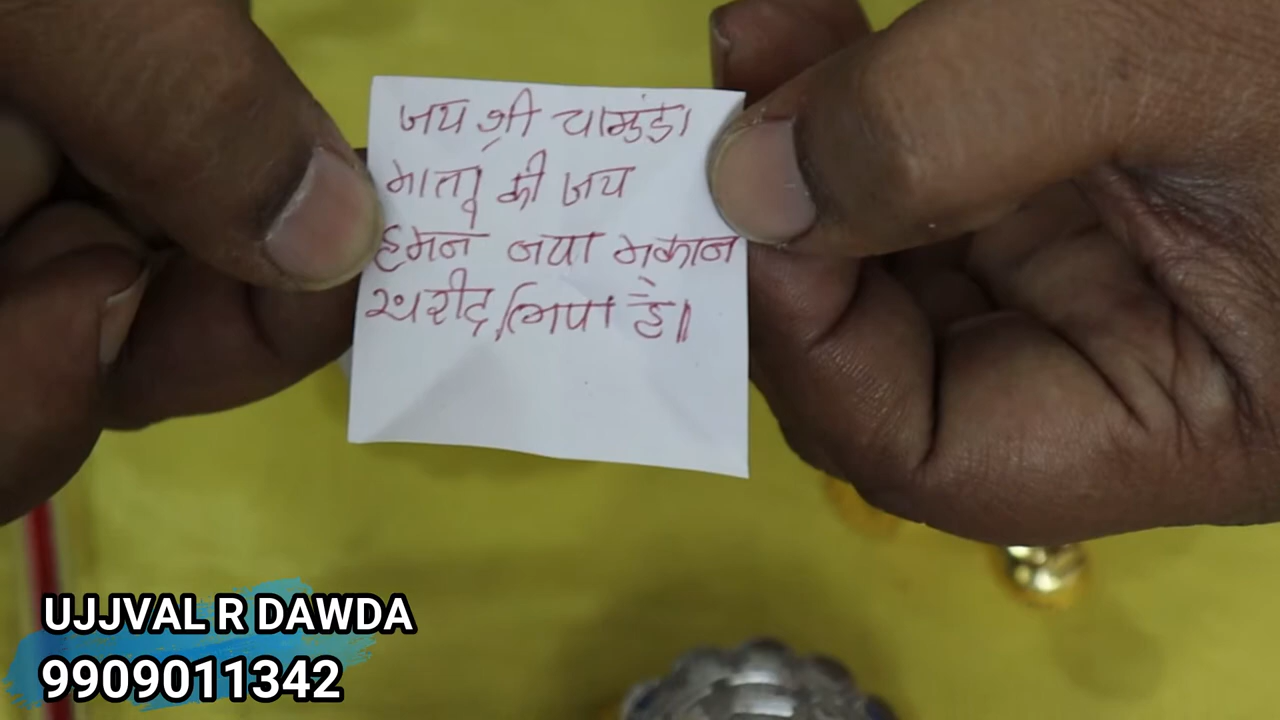 जय श्री चामुंडा
माता की जय
हमने नया मकान
खरीद लिया है॥
UJJVAL R DAWDA
9909011342